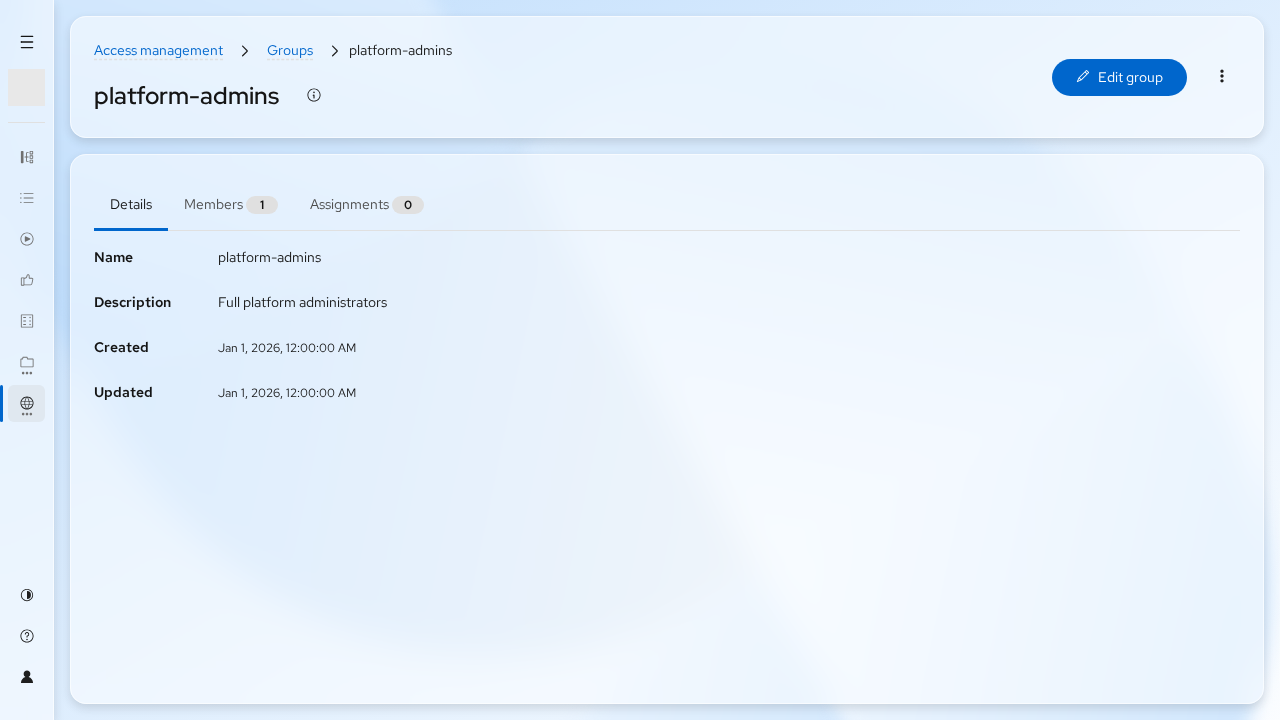 Access management > Groups > platform-admins
platform-admins
Edit group
Details Members 1 Assignments 0
Name platform-admins
Description Full platform administrators
Created Jan 1, 2026, 12:00:00 AM
Updated Jan 1, 2026, 12:00:00 AM